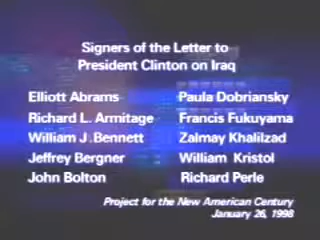 Signers of the Letter to
President Clinton on Iraq
Elliott Abrams
Paula Dobriansky
Richard L. Armitage
Francis Fukuyama
William J .Bennett
Zalmay Khalilzad
Jeffrey Bergner
William Kristol
John Bolton
Richard Perle
Project for the New American Century
January 26, 1998